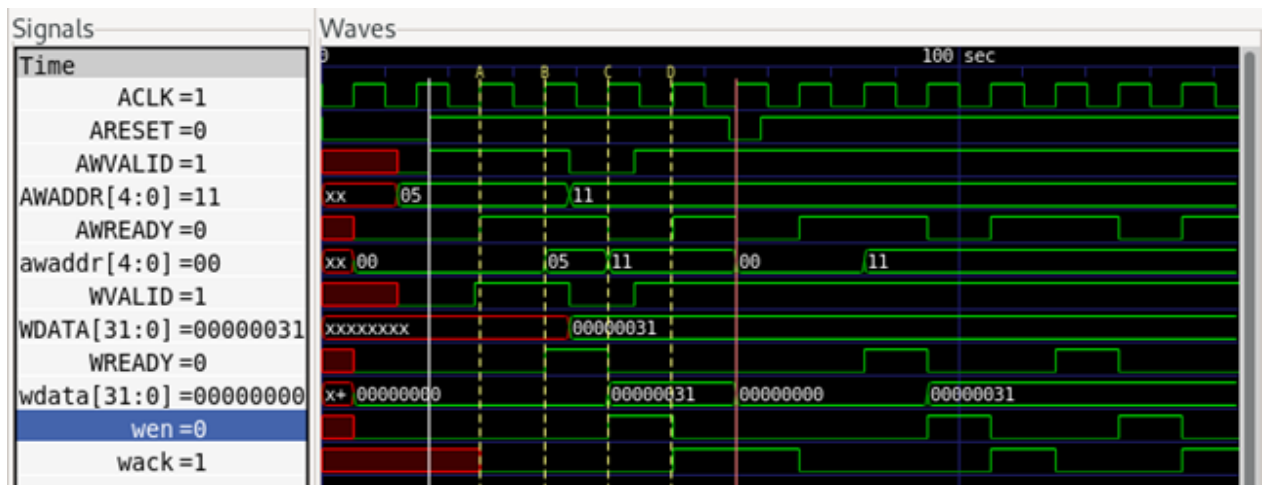 Signals Waves
Time 0 100 sec
A B C D
ACLK =1
ARESET =0
AWVALID =1
AWADDR[4:0] =11 xx 05 11
AWREADY =0
awaddr[4:0] =00 xx 00 05 11 00 11
WVALID =1
WDATA[31:0] =00000031 xxxxxxxx 00000031
WREADY =0
wdata[31:0] =00000000 x+ 00000000 00000031 00000000 00000031
wen =0
wack =1